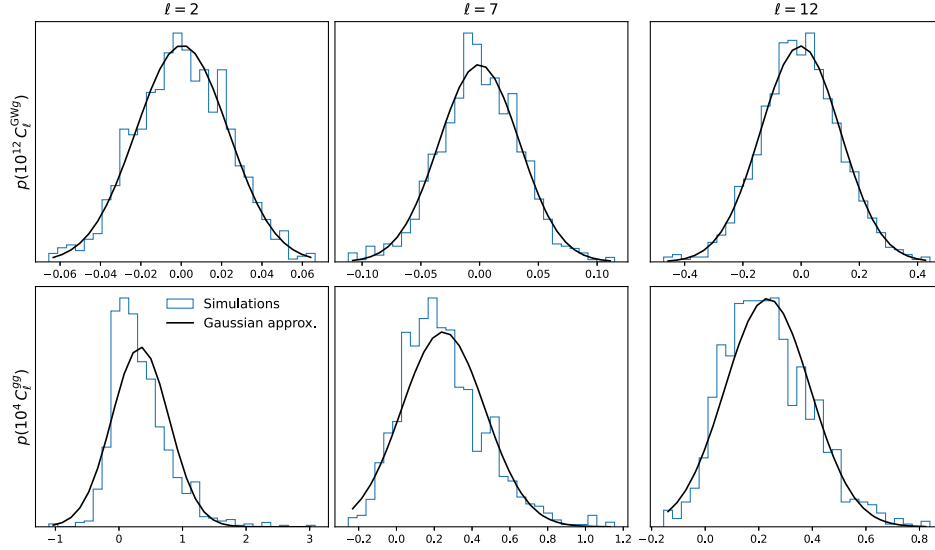 ℓ = 2 ℓ = 7 ℓ = 12
p(10¹² C_ℓ^GWg)
−0.06 −0.04 −0.02 0.00 0.02 0.04 0.06 −0.10 −0.05 0.00 0.05 0.10 −0.4 −0.2 0.0 0.2 0.4
Simulations
Gaussian approx.
p(10⁴ C_ℓ^gg)
−1 0 1 2 3 0.0 0.2 0.4 0.6 0.8 1.0 1.2 −0.2 0.0 0.2 0.4 0.6 0.8